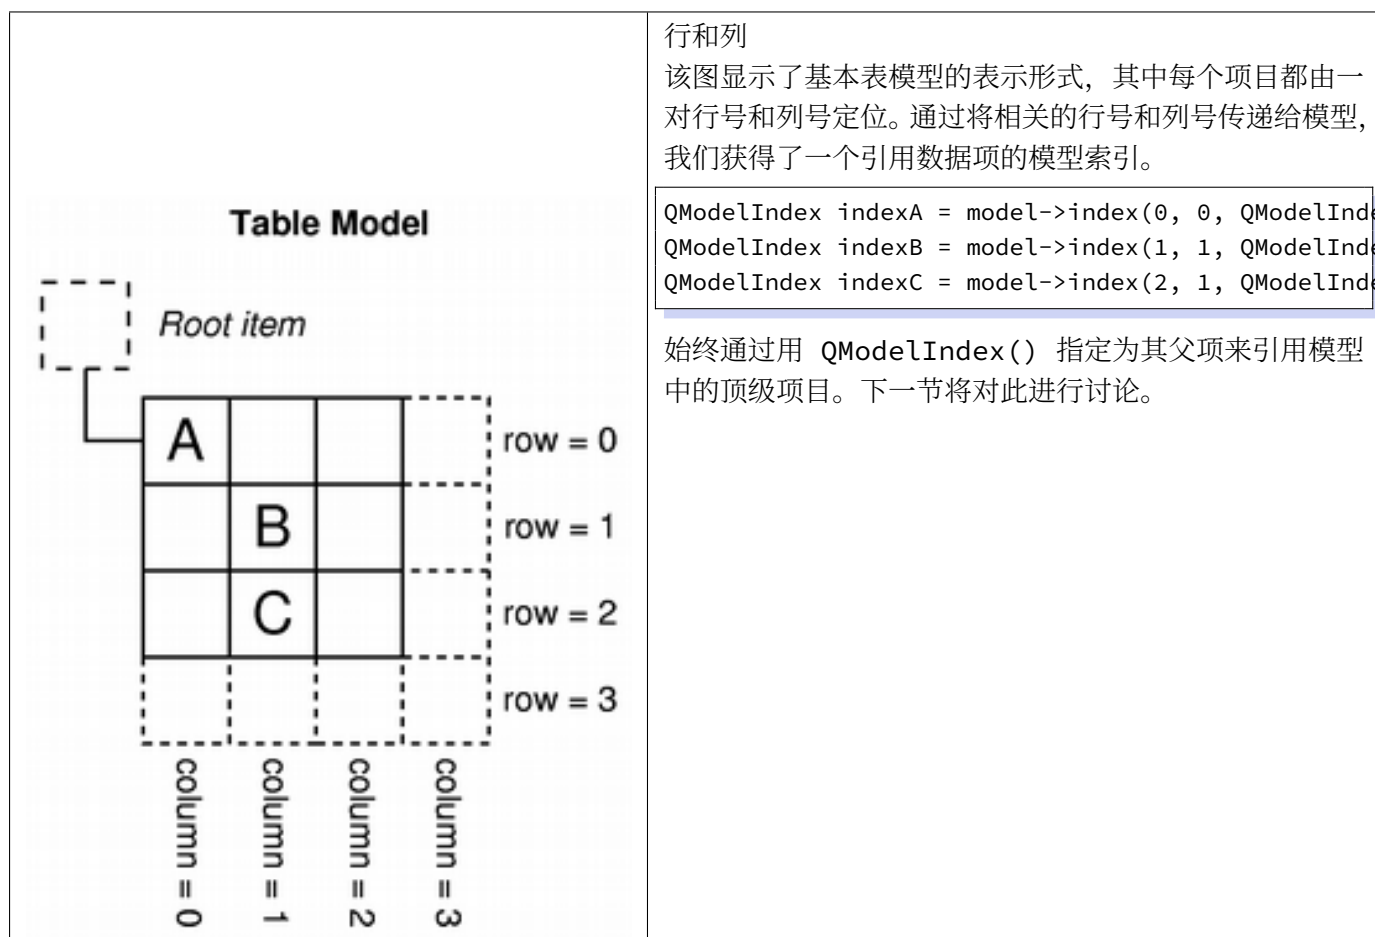 Table Model
Root item
A
row = 0
B
row = 1
C
row = 2
row = 3
column = 0
column = 1
column = 2
column = 3
行和列
该图显示了基本表模型的表示形式，其中每个项目都由一
对行号和列号定位。通过将相关的行号和列号传递给模型，
我们获得了一个引用数据项的模型索引。
QModelIndex indexA = model->index(0, 0, QModelInde
QModelIndex indexB = model->index(1, 1, QModelInde
QModelIndex indexC = model->index(2, 1, QModelInde
始终通过用 QModelIndex() 指定为其父项来引用模型
中的顶级项目。下一节将对此进行讨论。